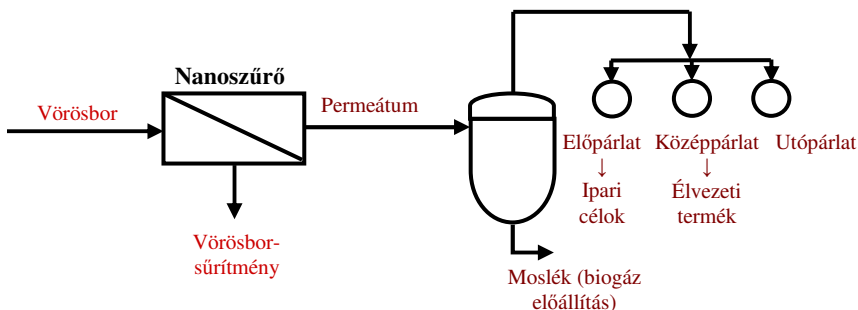 Nanoszűrő
Vörösbor
Permeátum
Vörösbor-
sűrítmény
Előpárlat
↓
Ipari
célok
Középpárlat
↓
Élvezeti
termék
Utópárlat
Moslék (biogáz
előállítás)